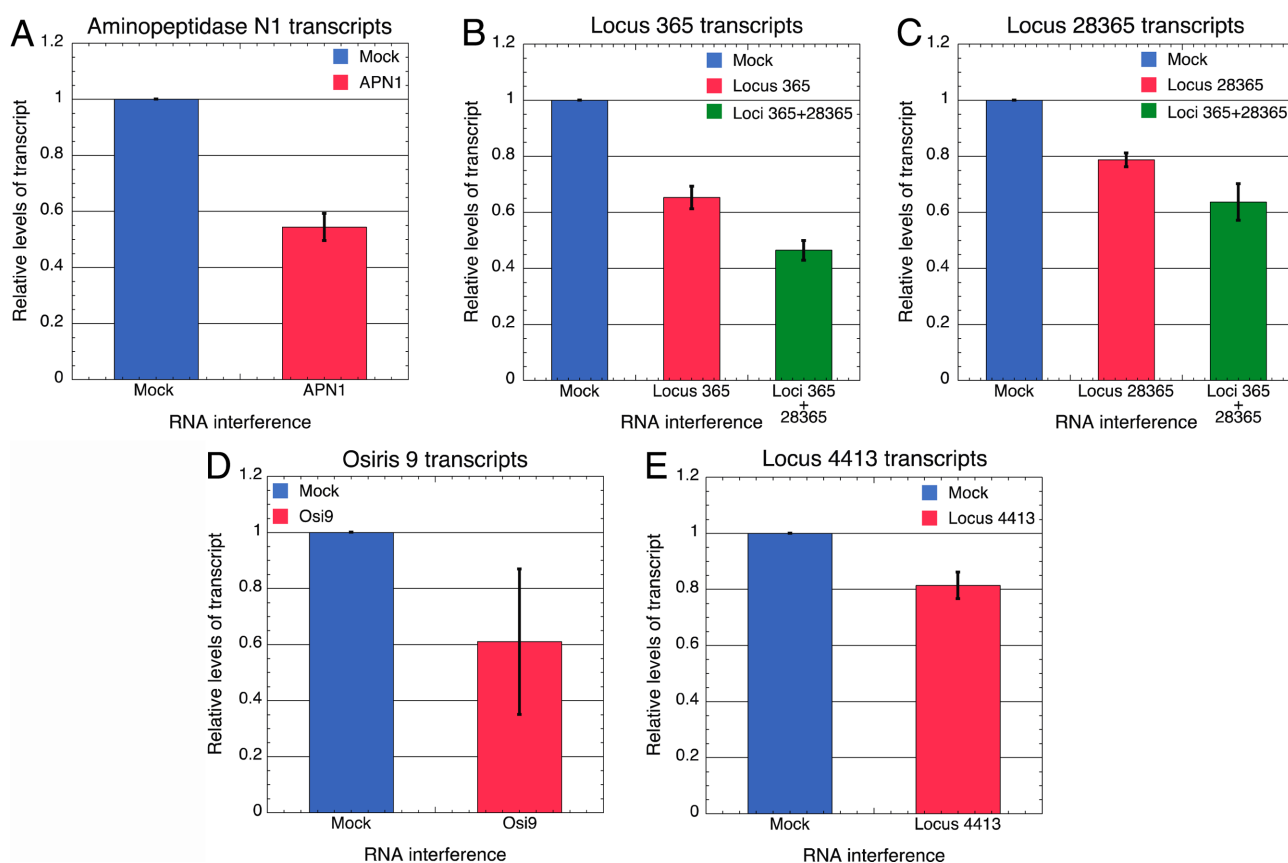 A
Aminopeptidase N1 transcripts
Mock
APN1
Relative levels of transcript
1.2
1
0.8
0.6
0.4
0.2
0
Mock
APN1
RNA interference
B
Locus 365 transcripts
Mock
Locus 365
Loci 365+28365
Relative levels of transcript
1.2
1
0.8
0.6
0.4
0.2
0
Mock
Locus 365
Loci 365
+
28365
RNA interference
C
Locus 28365 transcripts
Mock
Locus 28365
Loci 365+28365
Relative levels of transcript
1.2
1
0.8
0.6
0.4
0.2
0
Mock
Locus 28365
Loci 365
+
28365
RNA interference
D
Osiris 9 transcripts
Mock
Osi9
Relative levels of transcript
1.2
1
0.8
0.6
0.4
0.2
0
Mock
Osi9
RNA interference
E
Locus 4413 transcripts
Mock
Locus 4413
Relative levels of transcript
1.2
1
0.8
0.6
0.4
0.2
0
Mock
Locus 4413
RNA interference